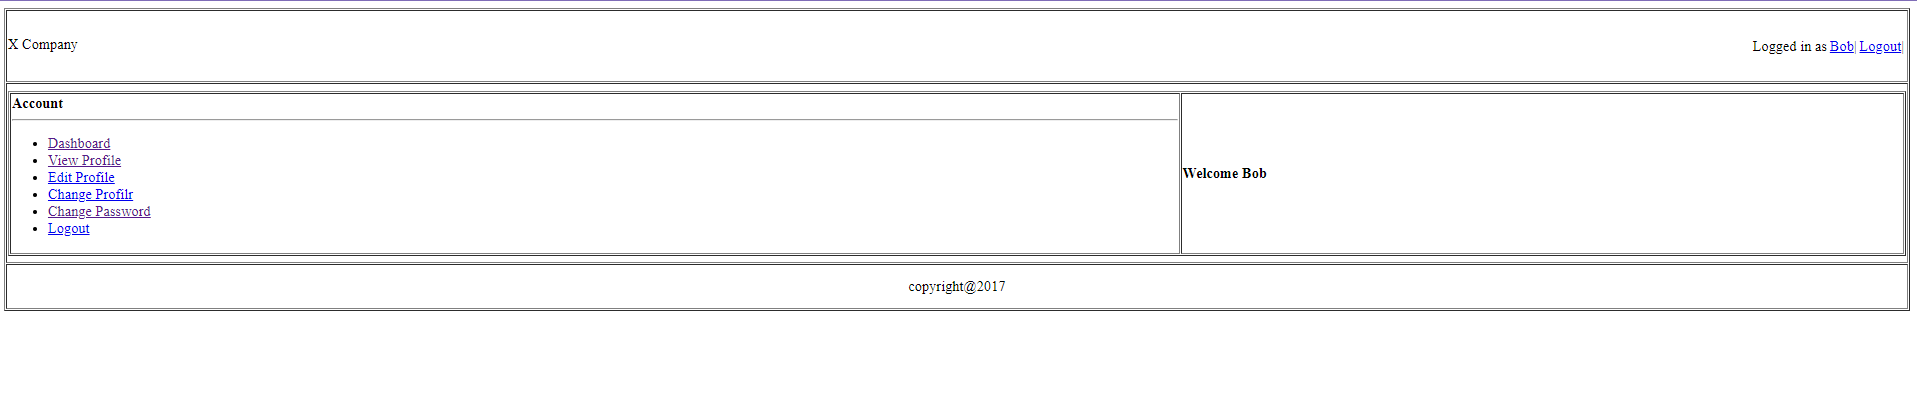 X Company
Logged in as Bob| Logout|
Account
Dashboard
View Profile
Edit Profile
Change Profilr
Change Password
Logout
Welcome Bob
copyright@2017